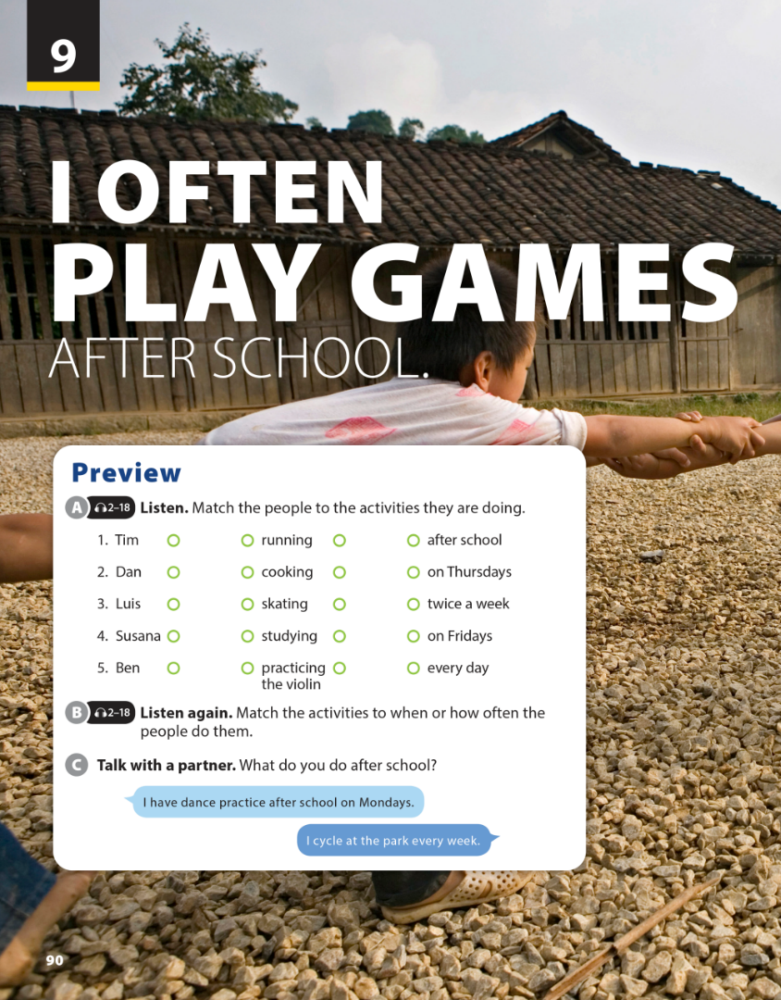 9
I OFTEN
PLAY GAMES
AFTER SCHOOL.
Preview
A 2–18 Listen. Match the people to the activities they are doing.
1. Tim running after school
2. Dan cooking on Thursdays
3. Luis skating twice a week
4. Susana studying on Fridays
5. Ben practicing every day
the violin
B 2–18 Listen again. Match the activities to when or how often the
people do them.
C Talk with a partner. What do you do after school?
I have dance practice after school on Mondays.
I cycle at the park every week.
90